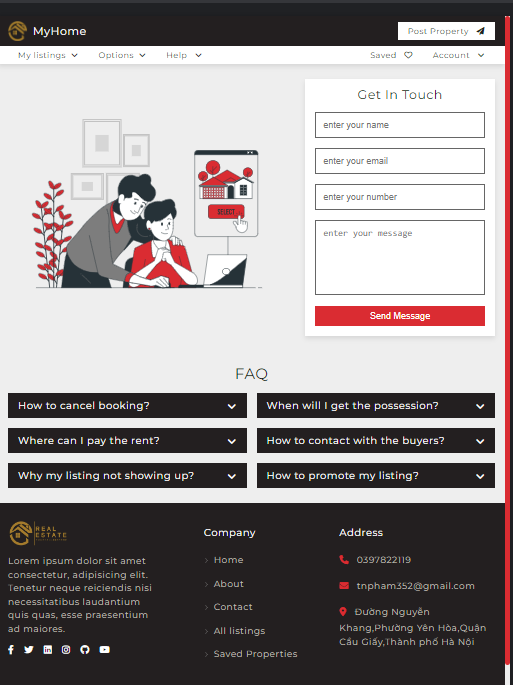 MyHome
Post Property
My listings
Options
Help
Saved
Account
Get In Touch
enter your name
enter your email
enter your number
enter your message
Send Message
SELECT
FAQ
How to cancel booking?
When will I get the possession?
Where can I pay the rent?
How to contact with the buyers?
Why my listing not showing up?
How to promote my listing?
REAL
ESTATE
Lorem ipsum dolor sit amet
consectetur, adipisicing elit.
Tenetur neque reiciendis nisi
necessitatibus laudantium
quis quas, esse praesentium
ad maiores.
Company
Home
About
Contact
All listings
Saved Properties
Address
0397822119
tnpham352@gmail.com
Đường Nguyễn
Khang,Phường Yên Hòa,Quận
Cầu Giấy,Thành phố Hà Nội